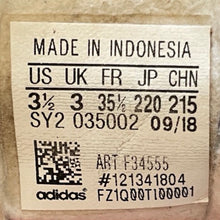 MADE IN INDONESIA
US UK FR JP CHN
3½ 3 35½ 220 215
SY2 035002 09/18
ART F34555
#121341804
adidas FZ1Q00T100001